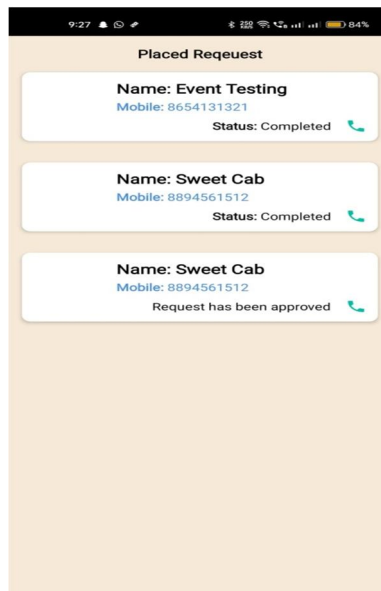 9:27 250 84%
Placed Reqeuest
Name: Event Testing
Mobile: 8654131321
Status: Completed
Name: Sweet Cab
Mobile: 8894561512
Status: Completed
Name: Sweet Cab
Mobile: 8894561512
Request has been approved